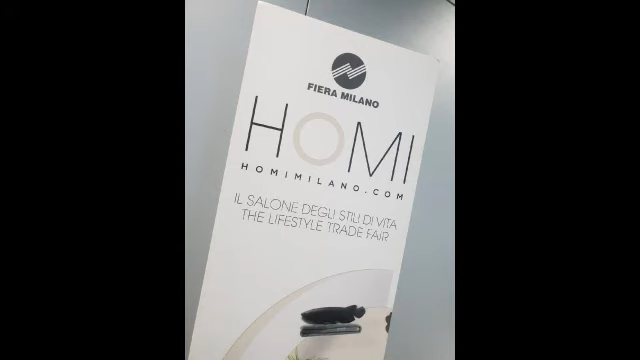 FIERA MILANO
HOMI
HOMIMILANO.COM
IL SALONE DEGLI STILI DI VITA
THE LIFESTYLE TRADE FAIR